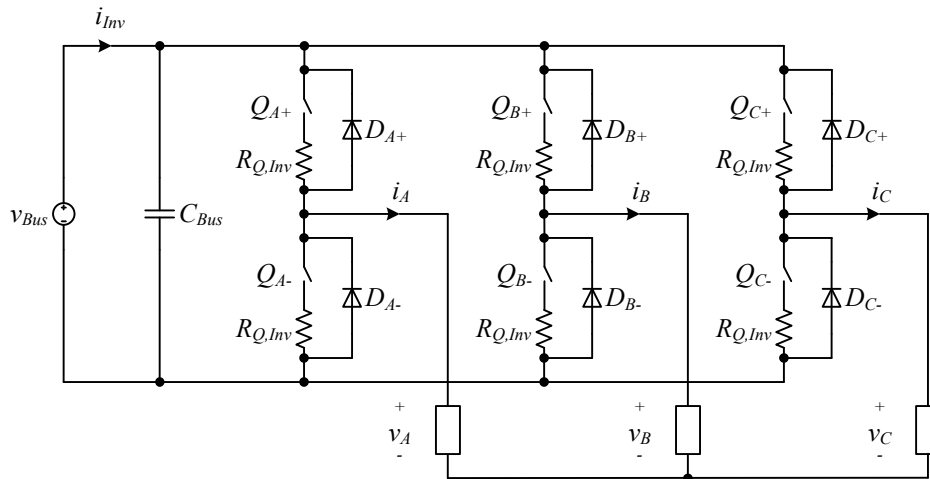 i_Inv
Q_A+ D_A+ Q_B+ D_B+ Q_C+ D_C+
R_Q,Inv R_Q,Inv R_Q,Inv
i_A i_B i_C
v_Bus + - C_Bus
Q_A- D_A- Q_B- D_B- Q_C- D_C-
R_Q,Inv R_Q,Inv R_Q,Inv
+ + +
v_A v_B v_C
- - -